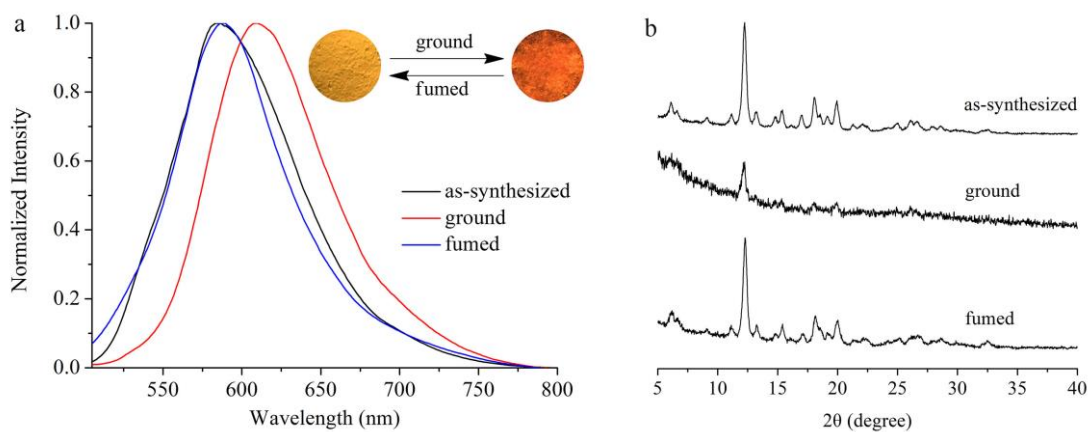 a
1.0
0.8
0.6
0.4
0.2
0.0
Normalized Intensity
550
600
650
700
750
800
Wavelength (nm)
ground
fumed
as-synthesized
ground
fumed
b
as-synthesized
ground
fumed
5
10
15
20
25
30
35
40
2θ (degree)